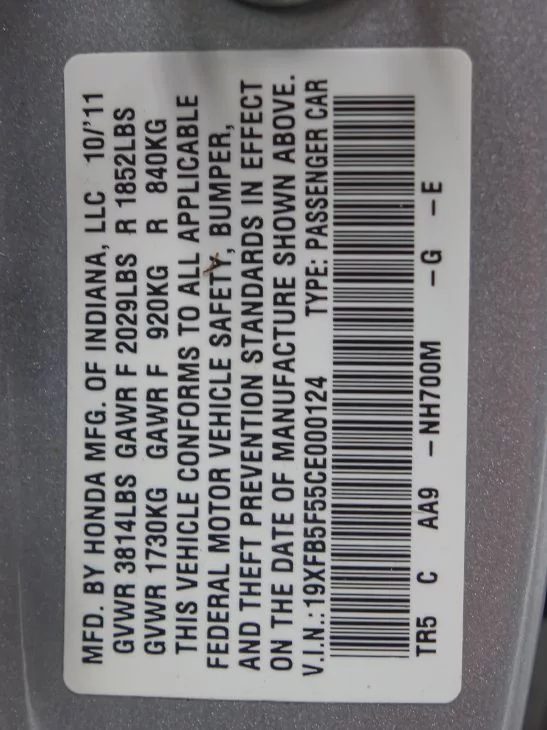 MFD. BY HONDA MFG. OF INDIANA, LLC 10/'11
GVWR 3814LBS GAWR F 2029LBS R 1852LBS
GVWR 1730KG GAWR F 920KG R 840KG
THIS VEHICLE CONFORMS TO ALL APPLICABLE
FEDERAL MOTOR VEHICLE SAFETY, BUMPER,
AND THEFT PREVENTION STANDARDS IN EFFECT
ON THE DATE OF MANUFACTURE SHOWN ABOVE.
V.I.N.:19XFB5F55CE000124 TYPE: PASSENGER CAR
TR5 C AA9 -NH700M -G -E